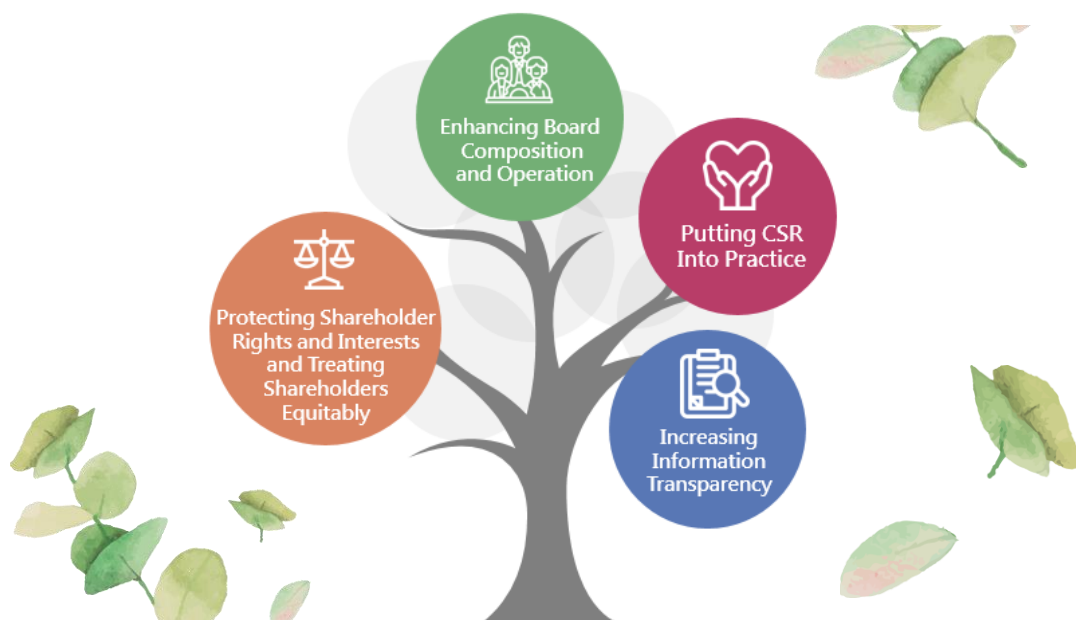 Enhancing Board
Composition
and Operation
Putting CSR
Into Practice
Protecting Shareholder
Rights and Interests
and Treating
Shareholders
Equitably
Increasing
Information
Transparency